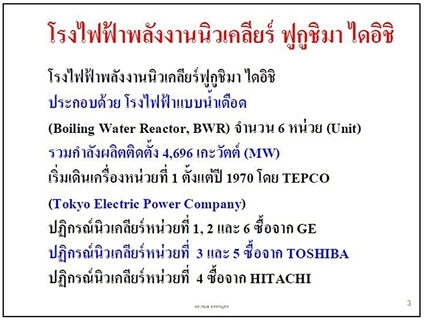 โรงไฟฟ้าพลังงานนิวเคลียร์ ฟูกูชิมา ไดอิชิ
โรงไฟฟ้าพลังงานนิวเคลียร์ฟูกูชิมา ไดอิชิ
ประกอบด้วย โรงไฟฟ้าแบบน้ำเดือด
(Boiling Water Reactor, BWR) จำนวน 6 หน่วย (Unit)
รวมกำลังผลิตติดตั้ง 4,696 เมกะวัตต์ (MW)
เริ่มเดินเครื่องหน่วยที่ 1 ตั้งแต่ปี 1970 โดย TEPCO
(Tokyo Electric Power Company)
ปฏิกรณ์นิวเคลียร์หน่วยที่ 1, 2 และ 6 ซื้อจาก GE
ปฏิกรณ์นิวเคลียร์หน่วยที่ 3 และ 5 ซื้อจาก TOSHIBA
ปฏิกรณ์นิวเคลียร์หน่วยที่ 4 ซื้อจาก HITACHI
3